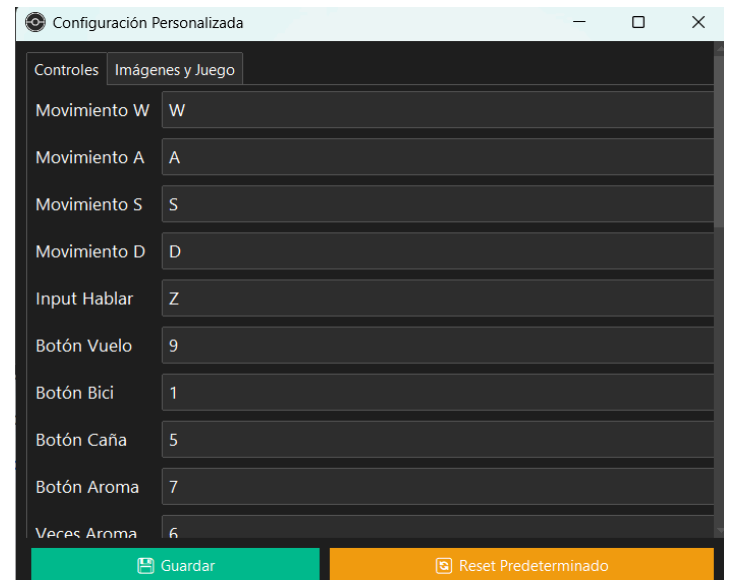 Configuración Personalizada
Controles Imágenes y Juego
Movimiento W W
Movimiento A A
Movimiento S S
Movimiento D D
Input Hablar Z
Botón Vuelo 9
Botón Bici 1
Botón Caña 5
Botón Aroma 7
Veces Aroma 6
Guardar Reset Predeterminado